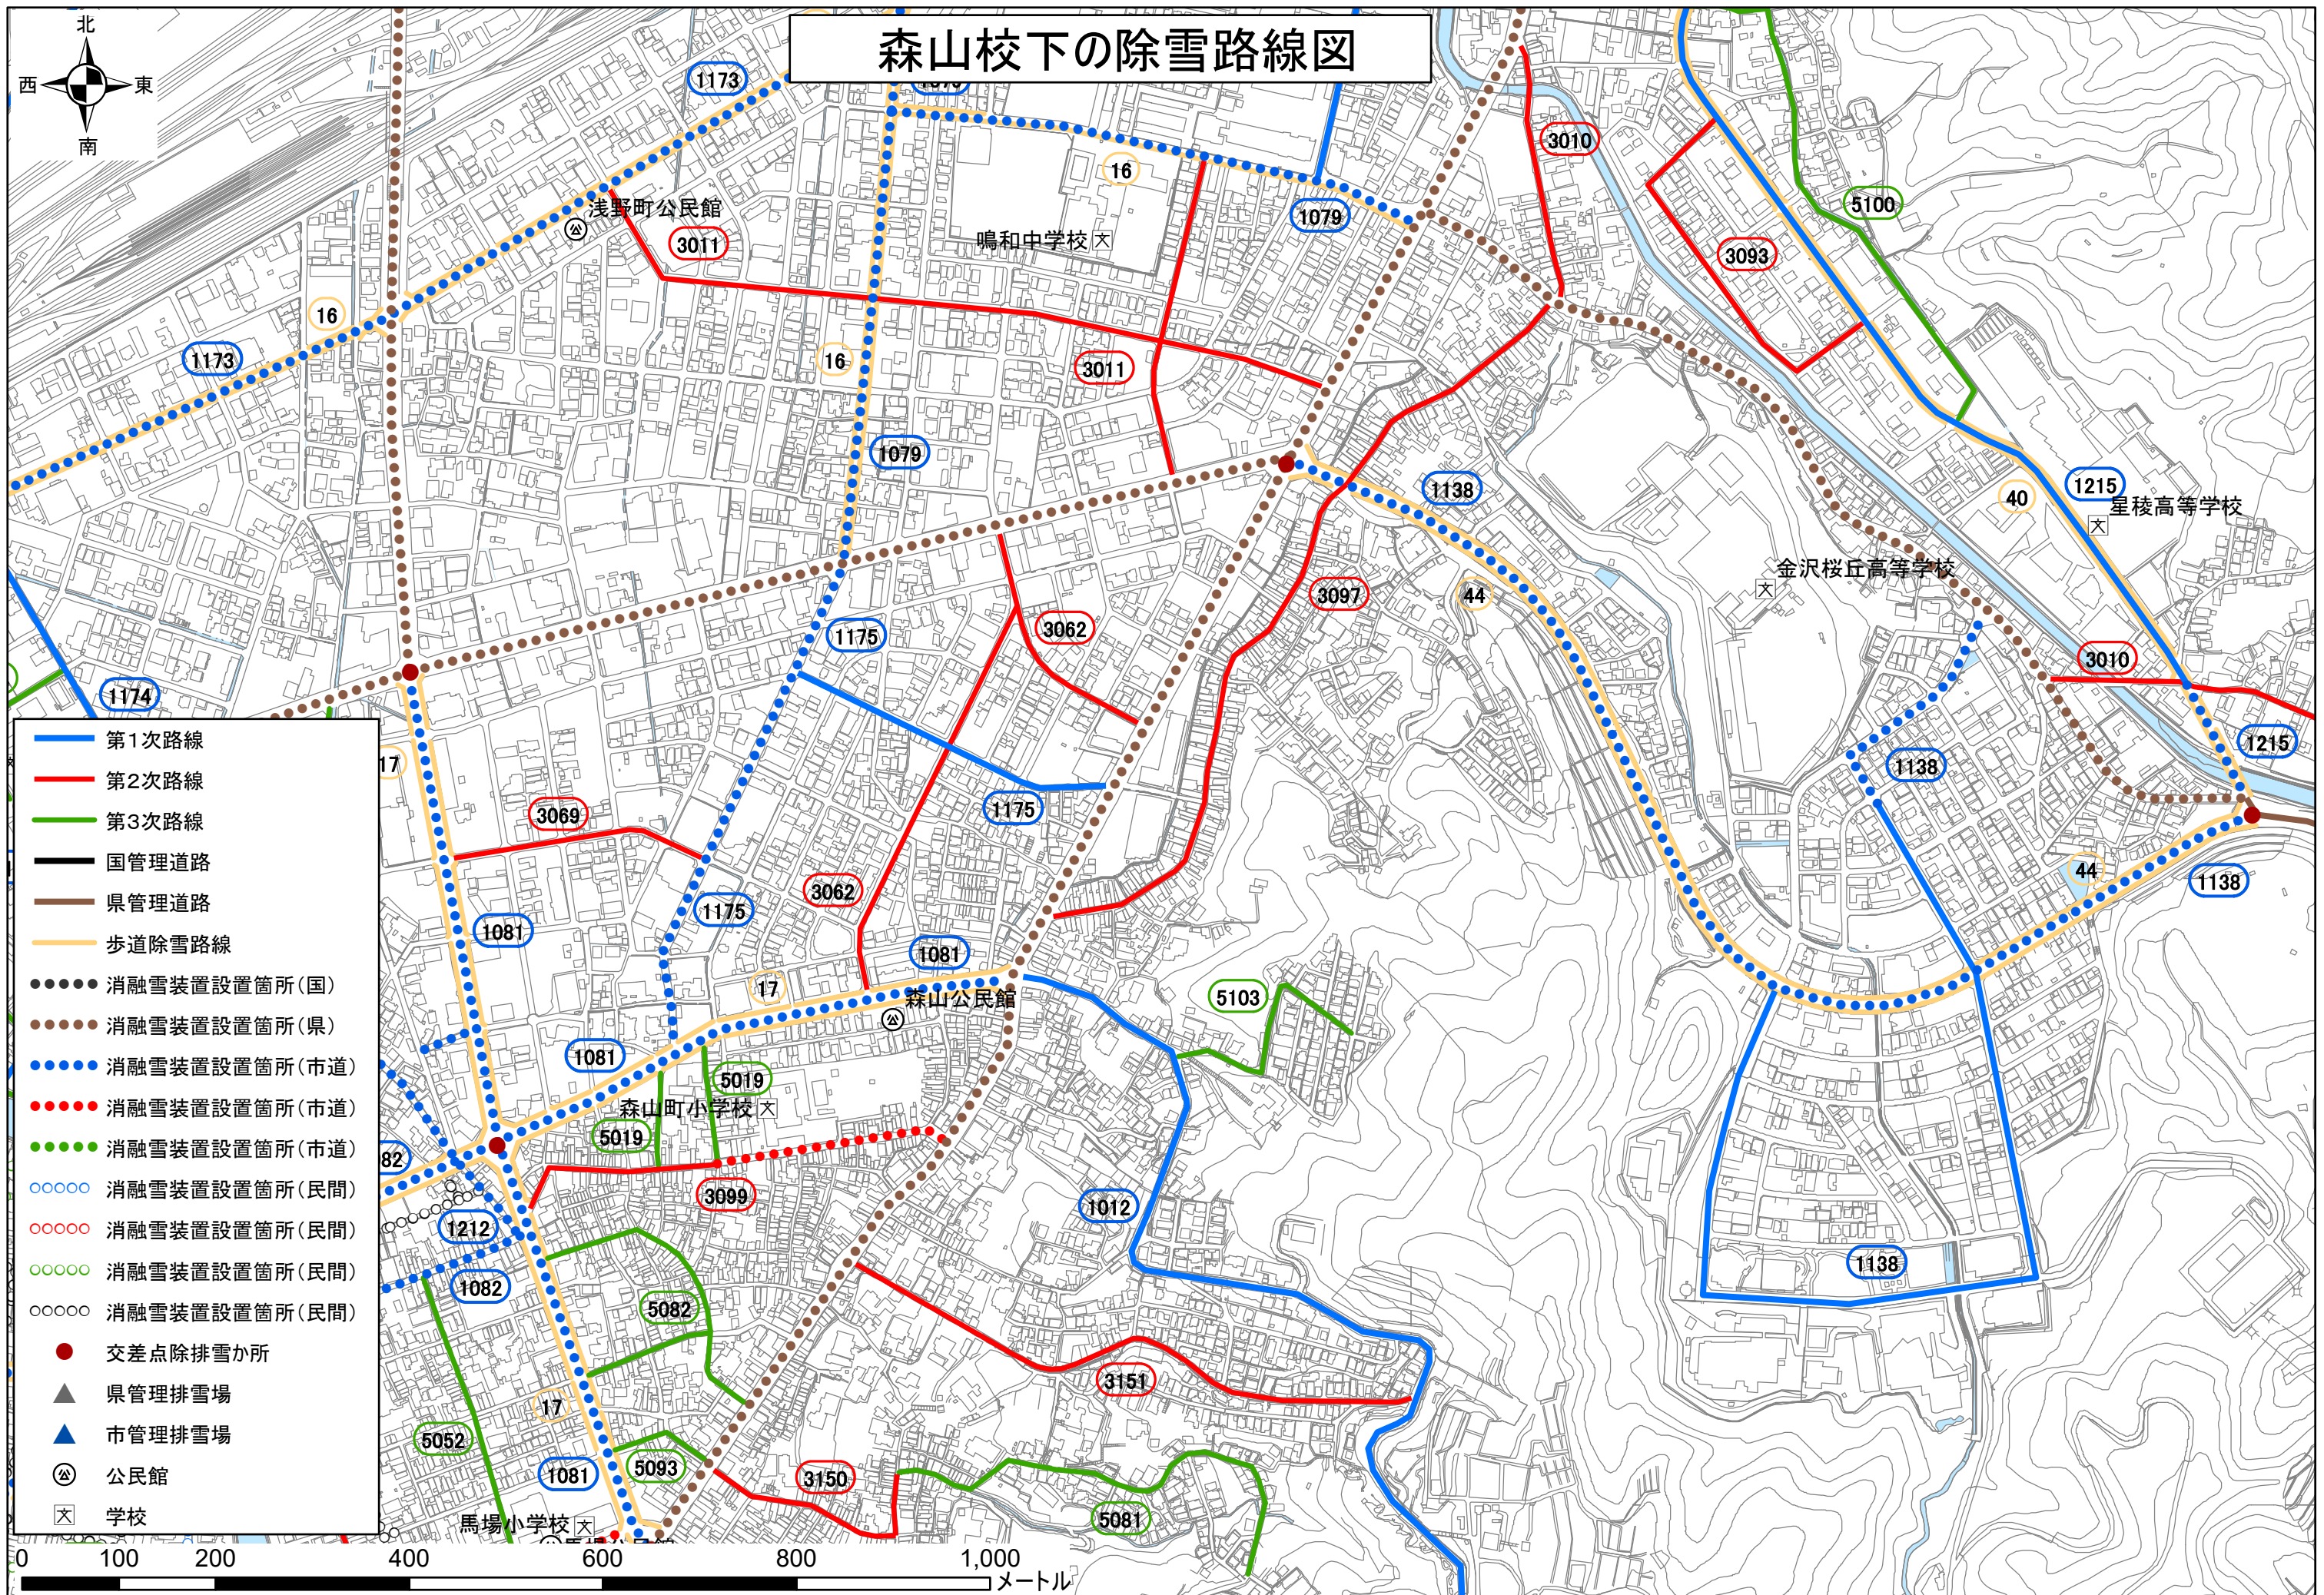 森山校下の除雪路線図
北
西
東
南
1173
16
3010
5100
1079
浅野町公民館
3011
鳴和中学校
文
3093
16
1173
16
3011
1079
1138
40
1215
星稜高等学校
文
金沢桜丘高等学校
文
3097
44
1175
3062
3010
1174
1215
17
1138
3069
1175
3062
1175
44
1138
1081
1081
17
森山公民館
公
5103
1081
5019
森山町小学校
文
5019
82
3099
1012
1212
1082
1138
5082
3151
17
5052
1081
5093
3150
5081
馬場小学校
文
第1次路線
第2次路線
第3次路線
国管理道路
県管理道路
歩道除雪路線
消融雪装置設置箇所(国)
消融雪装置設置箇所(県)
消融雪装置設置箇所(市道)
消融雪装置設置箇所(市道)
消融雪装置設置箇所(市道)
消融雪装置設置箇所(民間)
消融雪装置設置箇所(民間)
消融雪装置設置箇所(民間)
消融雪装置設置箇所(民間)
交差点除排雪か所
県管理排雪場
市管理排雪場
公 公民館
文 学校
0 100 200 400 600 800 1,000
メートル